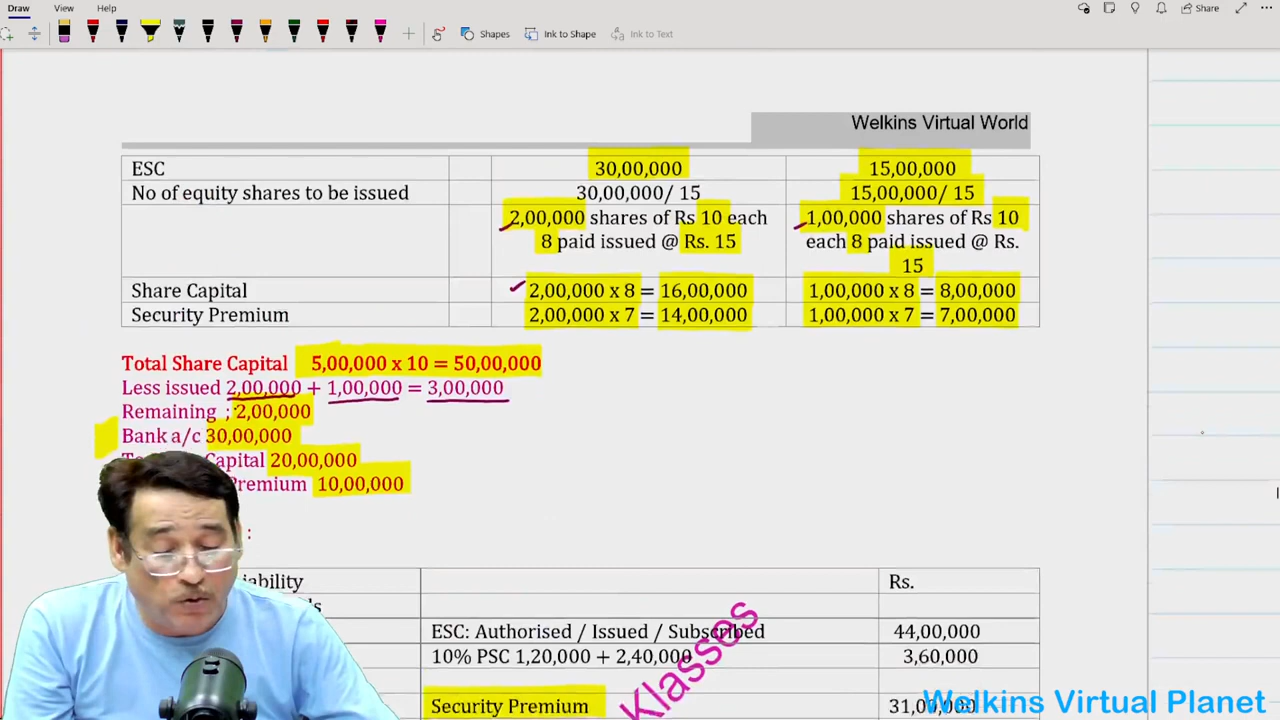 Draw View Help
Shapes Ink to Shape Ink to Text Share
Welkins Virtual World
ESC 30,00,000 15,00,000
No of equity shares to be issued 30,00,000/ 15 15,00,000/ 15
2,00,000 shares of Rs 10 each 1,00,000 shares of Rs 10
8 paid issued @ Rs. 15 each 8 paid issued @ Rs.
15
Share Capital 2,00,000 x 8 = 16,00,000 1,00,000 x 8 = 8,00,000
Security Premium 2,00,000 x 7 = 14,00,000 1,00,000 x 7 = 7,00,000
Total Share Capital 5,00,000 x 10 = 50,00,000
Less issued 2,00,000 + 1,00,000 = 3,00,000
Remaining ; 2,00,000
Bank a/c 30,00,000
Capital 20,00,000
Premium 10,00,000
:
Rs.
ESC: Authorised / Issued / Subscribed 44,00,000
10% PSC 1,20,000 + 2,40,000 3,60,000
Klasses
Security Premium
Welkins Virtual Planet